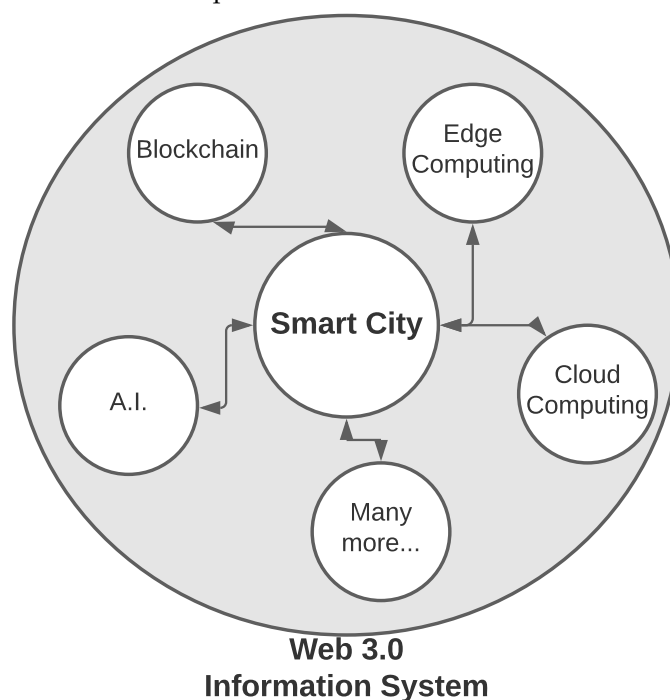 Blockchain
Edge
Computing
Smart City
A.I.
Cloud
Computing
Many
more...
Web 3.0
Information System